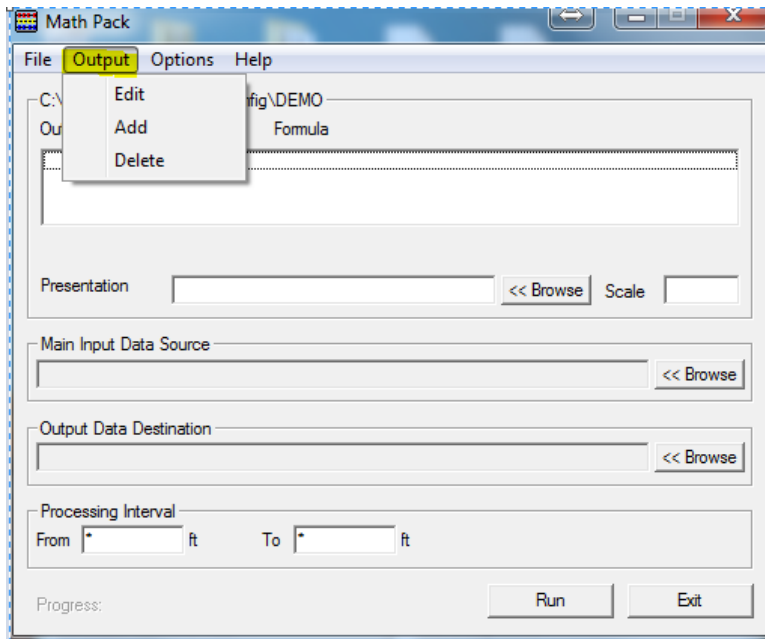 Math Pack
File Output Options Help
Edit
Add
Delete
C:\
fig\DEMO
Formula
Presentation
<< Browse
Scale
Main Input Data Source
<< Browse
Output Data Destination
<< Browse
Processing Interval
From * ft To * ft
Progress:
Run
Exit